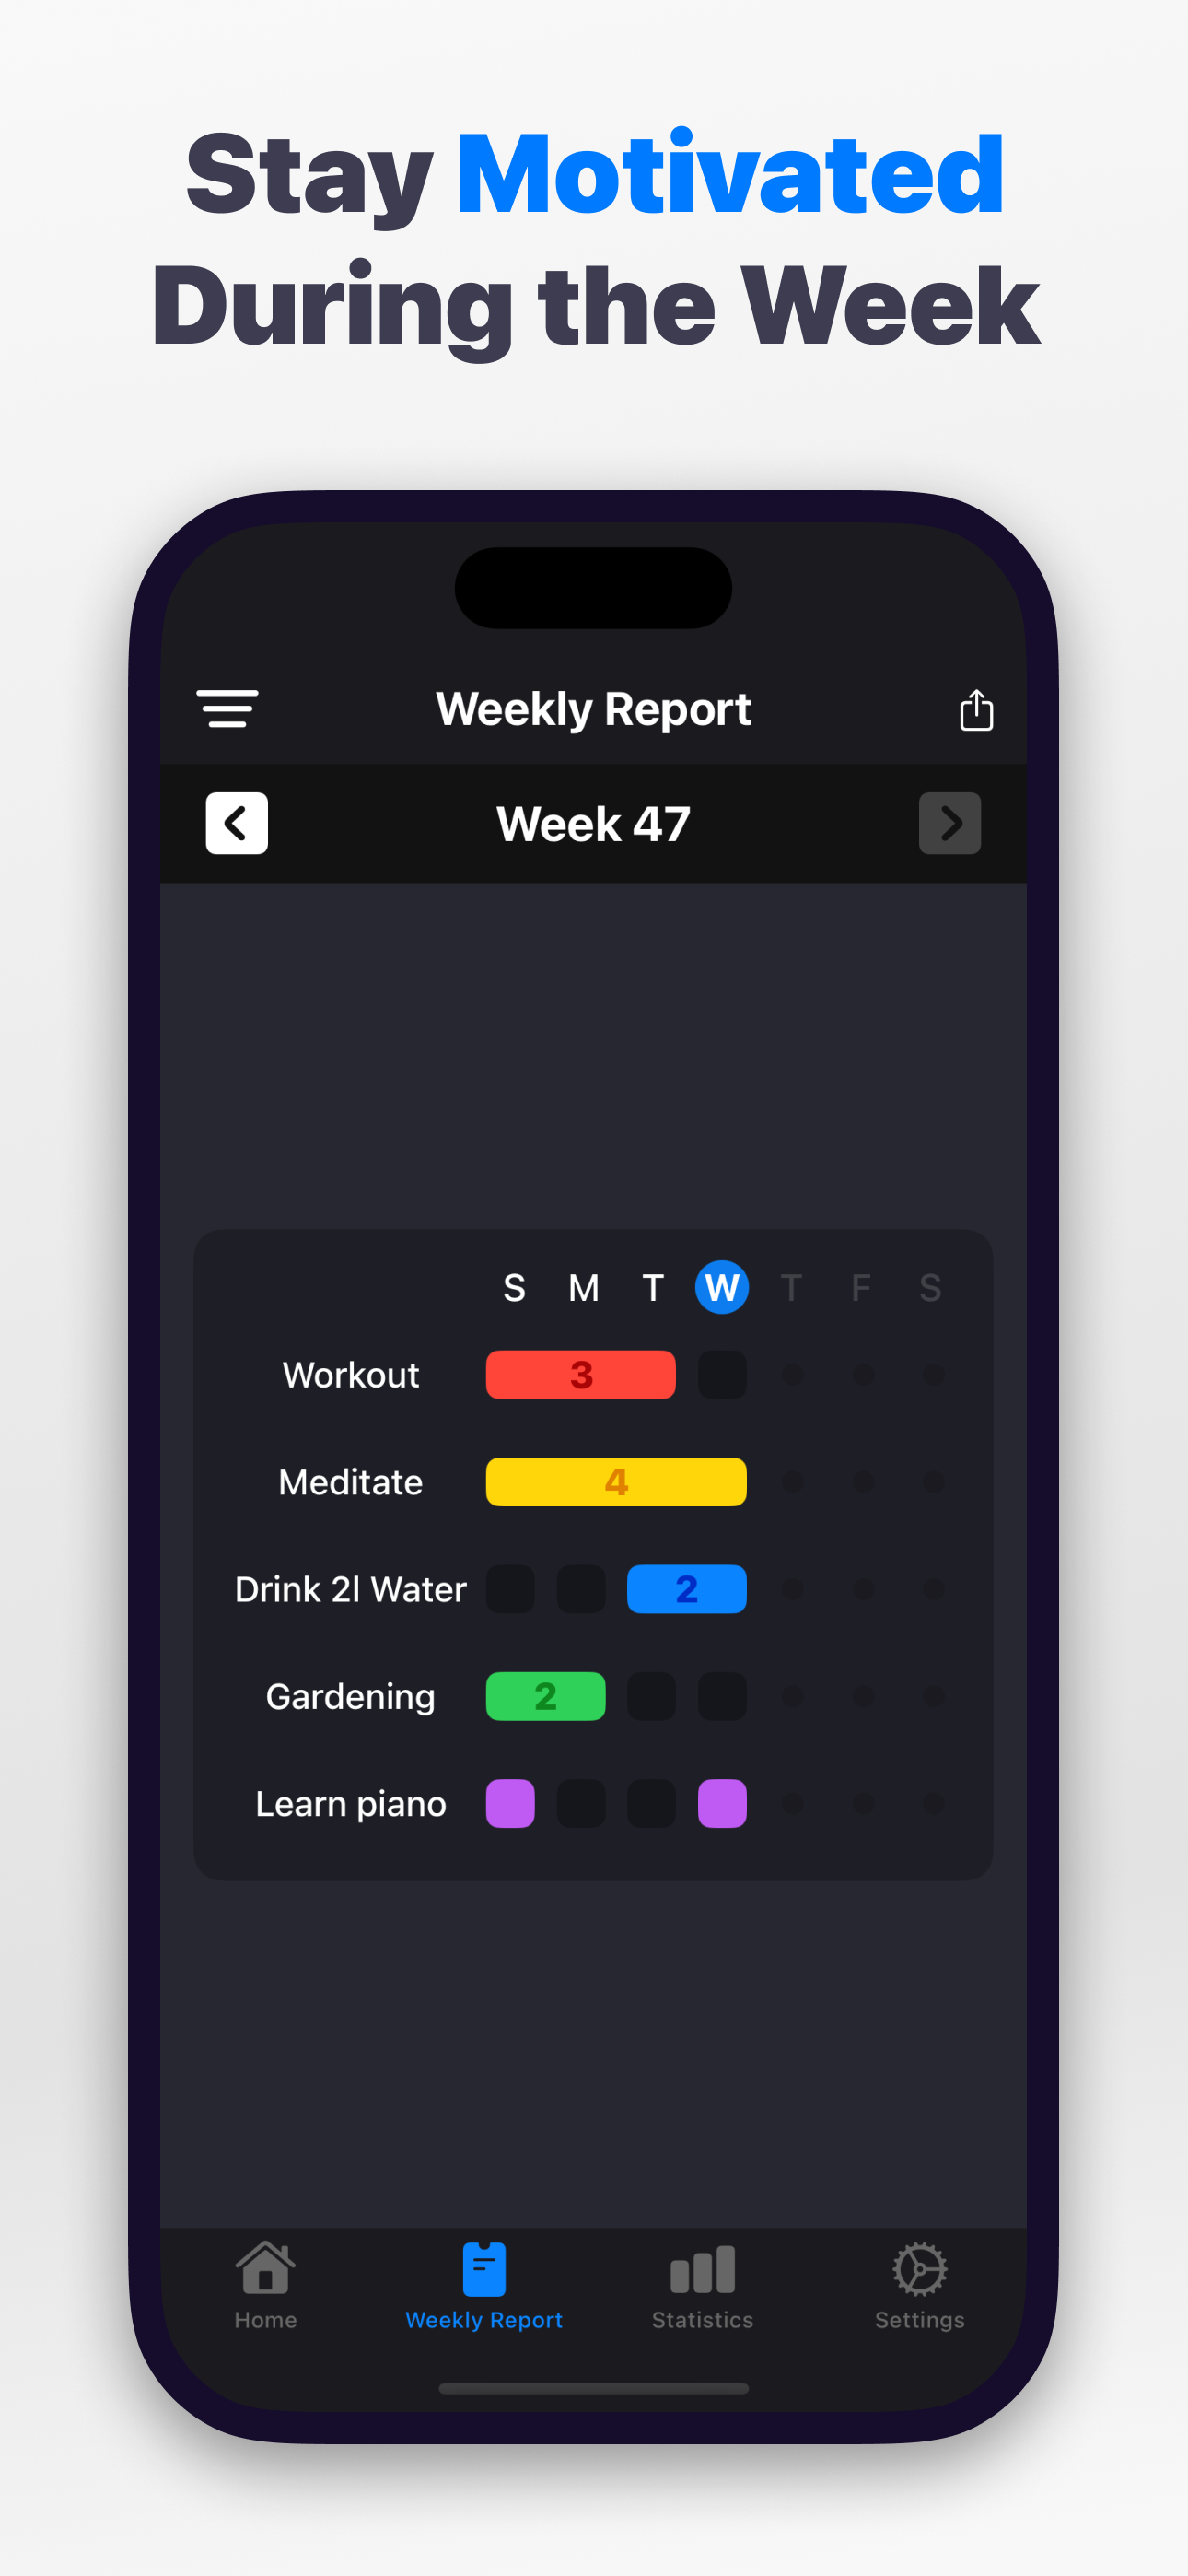 Stay Motivated
During the Week
Weekly Report
Week 47
S M T W T F S
Workout 3
Meditate 4
Drink 2l Water 2
Gardening 2
Learn piano
Home Weekly Report Statistics Settings